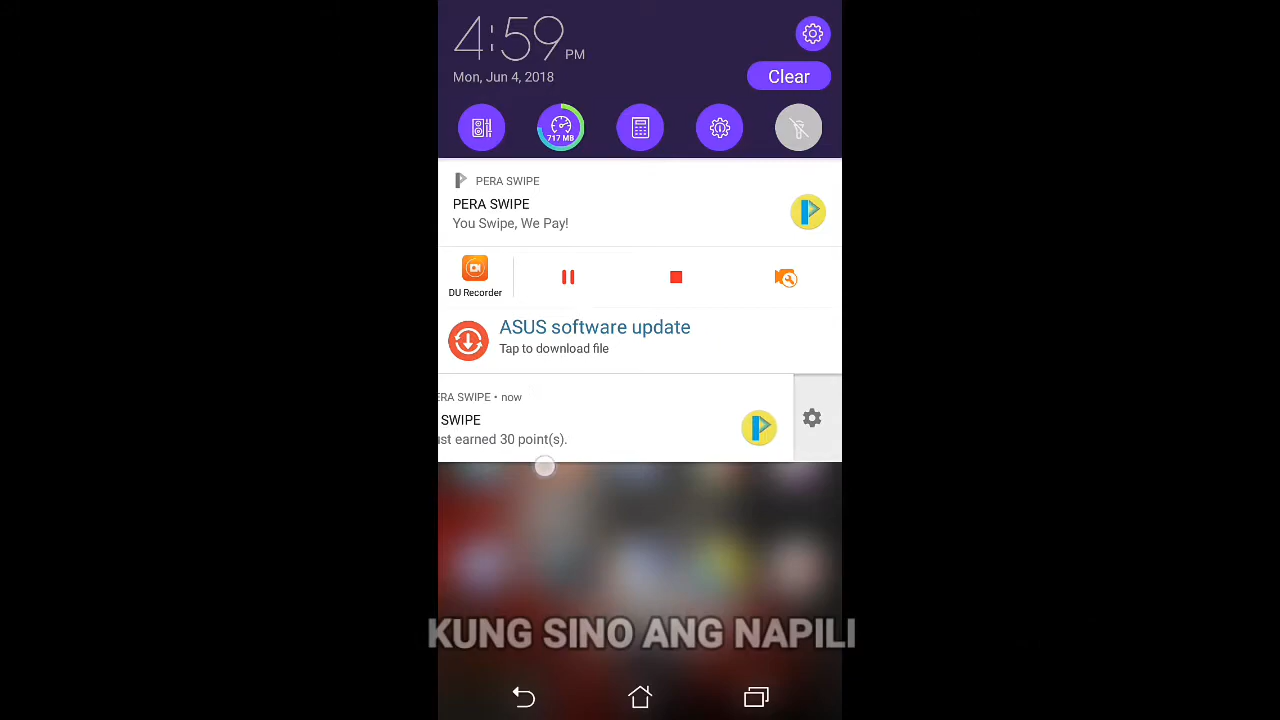 4:59 PM
Mon, Jun 4, 2018
Clear
717 MB
PERA SWIPE
PERA SWIPE
You Swipe, We Pay!
DU Recorder
ASUS software update
Tap to download file
ERA SWIPE • now
SWIPE
ust earned 30 point(s).
KUNG SINO ANG NAPILI